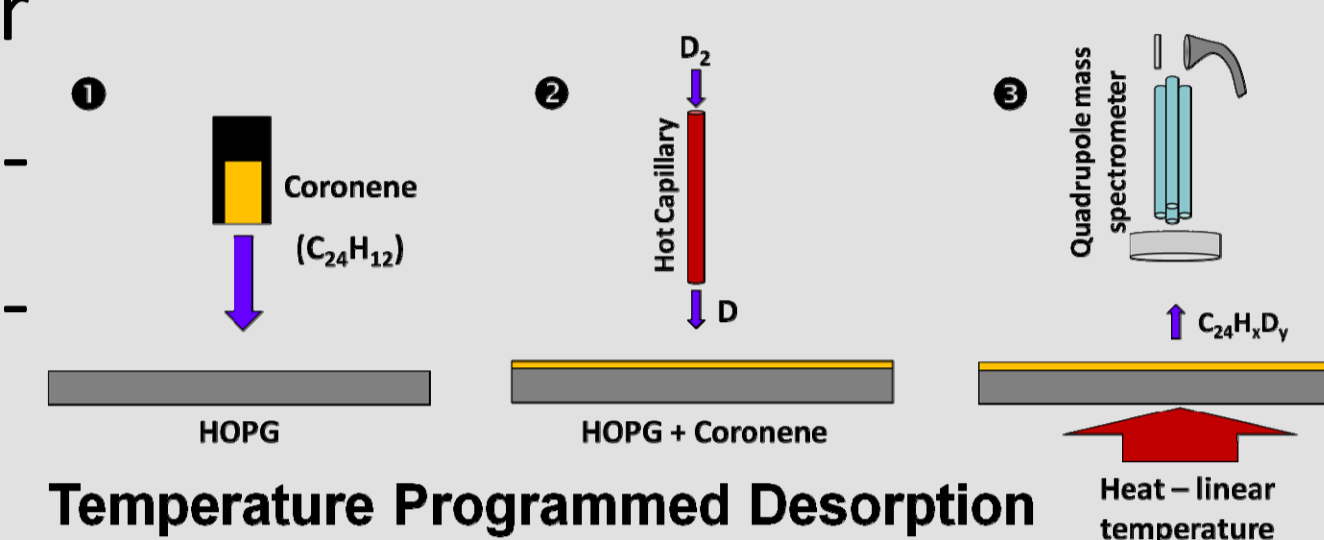 r
–
–
❶
Coronene
(C₂₄H₁₂)
HOPG
❷
D₂
Hot Capillary
D
HOPG + Coronene
❸
Quadrupole mass
spectrometer
C₂₄HₓDᵧ
Heat – linear
temperature
Temperature Programmed Desorption